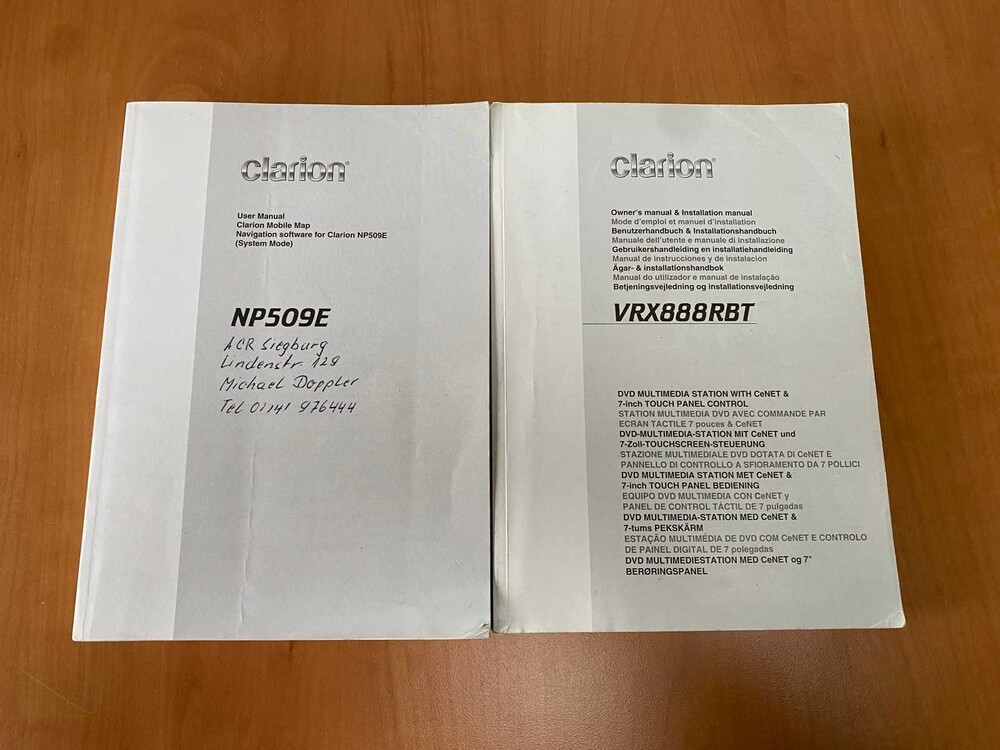 clarion
User Manual
Clarion Mobile Map
Navigation software for Clarion NP509E
(System Mode)
NP509E
ACR Siegburg
Lindenstr. 129
Michael Doppler
Tel 02241 976444
clarion
Owner's manual & Installation manual
Mode d'emploi et manuel d'installation
Benutzerhandbuch & Installationshandbuch
Manuale dell'utente e manuale di installazione
Gebruikershandleiding en installatiehandleiding
Manual de instrucciones y de instalación
Ägar- & installationshandbok
Manual do utilizador e manual de instalação
Betjeningsvejledning og installationsvejledning
VRX888RBT
DVD MULTIMEDIA STATION WITH CeNET &
7-inch TOUCH PANEL CONTROL
STATION MULTIMEDIA DVD AVEC COMMANDE PAR
ECRAN TACTILE 7 pouces & CeNET
DVD-MULTIMEDIA-STATION MIT CeNET und
7-Zoll-TOUCHSCREEN-STEUERUNG
STAZIONE MULTIMEDIALE DVD DOTATA DI CeNET E
PANNELLO DI CONTROLLO A SFIORAMENTO DA 7 POLLICI
DVD MULTIMEDIA STATION MET CeNET &
7-inch TOUCH PANEL BEDIENING
EQUIPO DVD MULTIMEDIA CON CeNET y
PANEL DE CONTROL TÁCTIL DE 7 pulgadas
DVD MULTIMEDIA-STATION MED CeNET &
7-tums PEKSKÄRM
ESTAÇÃO MULTIMÉDIA DE DVD COM CeNET E CONTROLO
DE PAINEL DIGITAL DE 7 polegadas
DVD MULTIMEDIESTATION MED CeNET og 7"
BERØRINGSPANEL